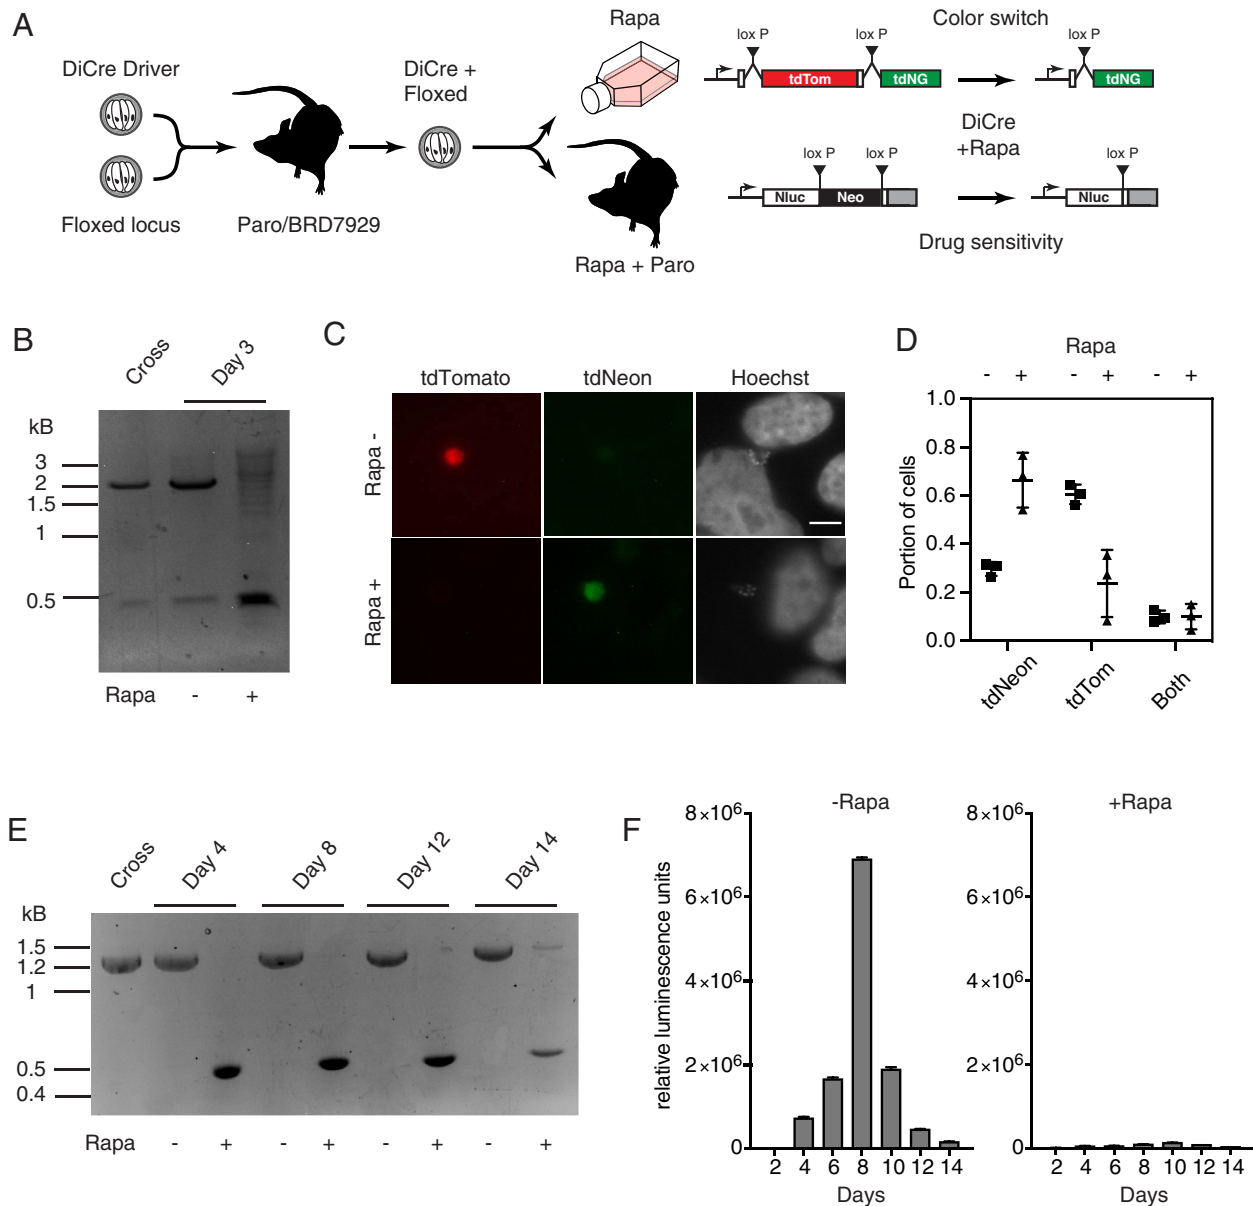 A
DiCre Driver
Floxed locus
Paro/BRD7929
DiCre +
Floxed
Rapa
Rapa + Paro
Color switch
lox P
lox P
lox P
tdTom
tdNG
tdNG
DiCre
+Rapa
lox P
lox P
lox P
Nluc
Neo
Nluc
Drug sensitivity
B
Cross
Day 3
kB
3
2
1.5
1
0.5
Rapa - +
C
tdTomato tdNeon Hoechst
Rapa -
Rapa +
D
Rapa
- + - + - +
Portion of cells
1.0
0.8
0.6
0.4
0.2
0.0
tdNeon
tdTom
Both
E
Cross
Day 4
Day 8
Day 12
Day 14
kB
1.5
1.2
1
0.5
0.4
Rapa - + - + - + - +
F
-Rapa
relative luminescence units
8×10⁶
6×10⁶
4×10⁶
2×10⁶
0
2 4 6 8 10 12 14
Days
+Rapa
8×10⁶
6×10⁶
4×10⁶
2×10⁶
0
2 4 6 8 10 12 14
Days